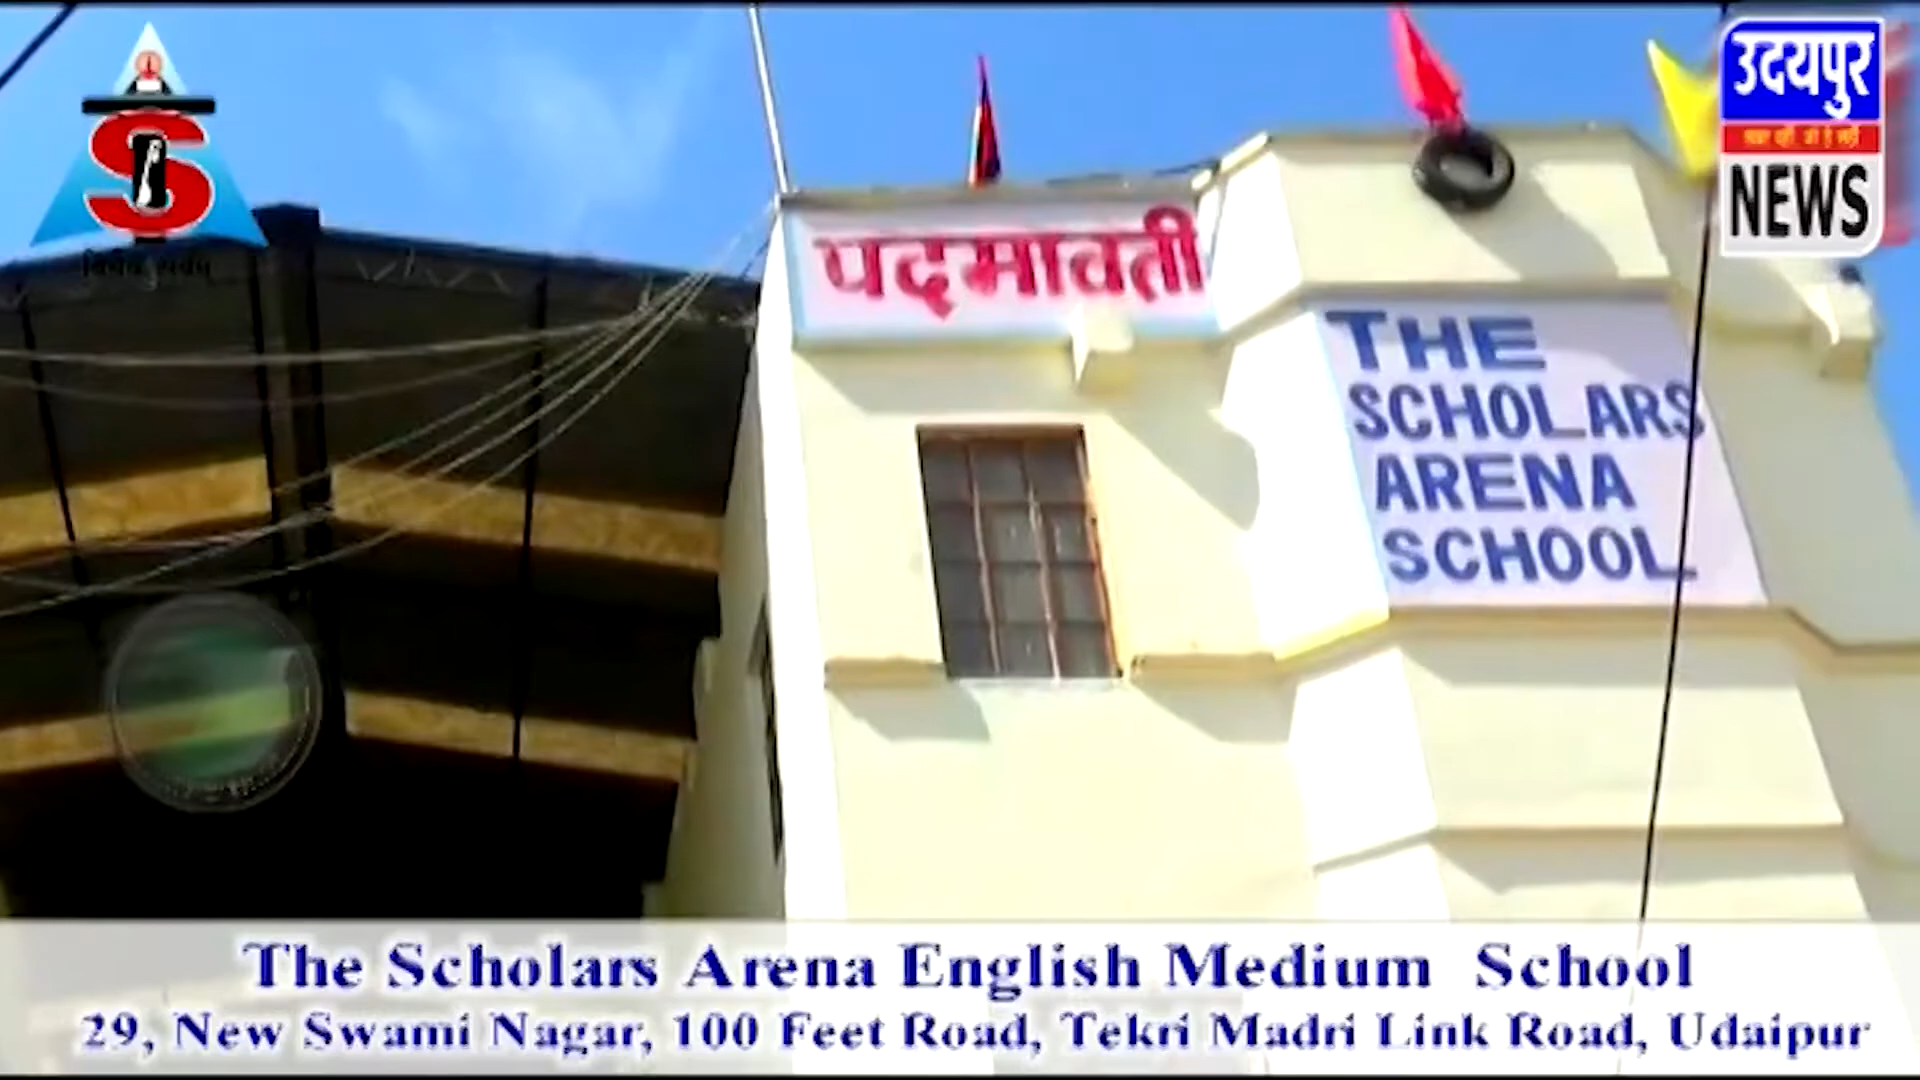 उदयपुर
NEWS
पदमावती
THE
SCHOLARS
ARENA
SCHOOL
The Scholars Arena English Medium School
29, New Swami Nagar, 100 Feet Road, Tekri Madri Link Road, Udaipur